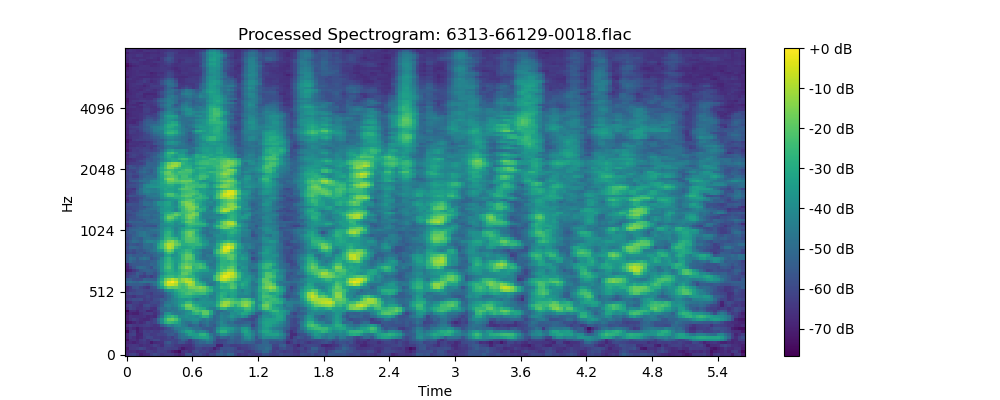 Processed Spectrogram: 6313-66129-0018.flac
Hz
4096
2048
1024
512
0
0 0.6 1.2 1.8 2.4 3 3.6 4.2 4.8 5.4
Time
+0 dB
-10 dB
-20 dB
-30 dB
-40 dB
-50 dB
-60 dB
-70 dB